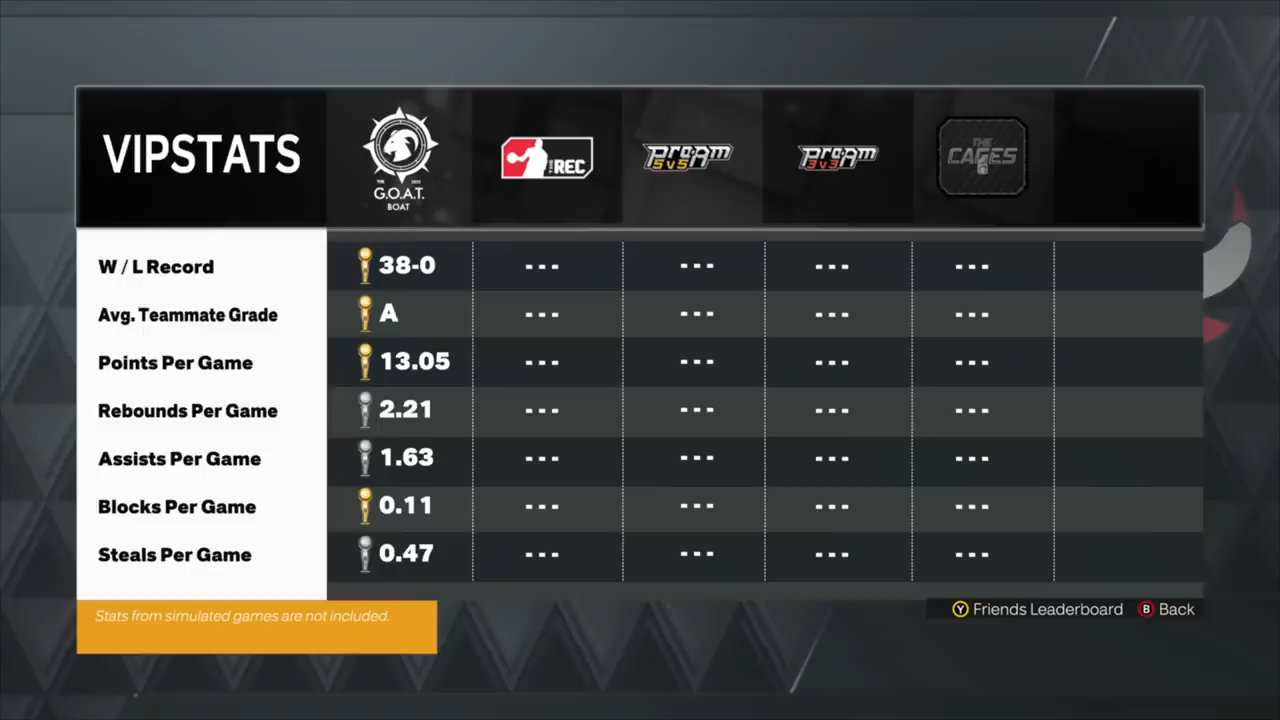 VIPSTATS
G.O.A.T.
BOAT
REC
PRO-AM
5V5
PRO-AM
3V3
THE
CAGES
W / L Record 38-0 --- --- --- ---
Avg. Teammate Grade A --- --- --- ---
Points Per Game 13.05 --- --- --- ---
Rebounds Per Game 2.21 --- --- --- ---
Assists Per Game 1.63 --- --- --- ---
Blocks Per Game 0.11 --- --- --- ---
Steals Per Game 0.47 --- --- --- ---
Stats from simulated games are not included.
Y Friends Leaderboard B Back